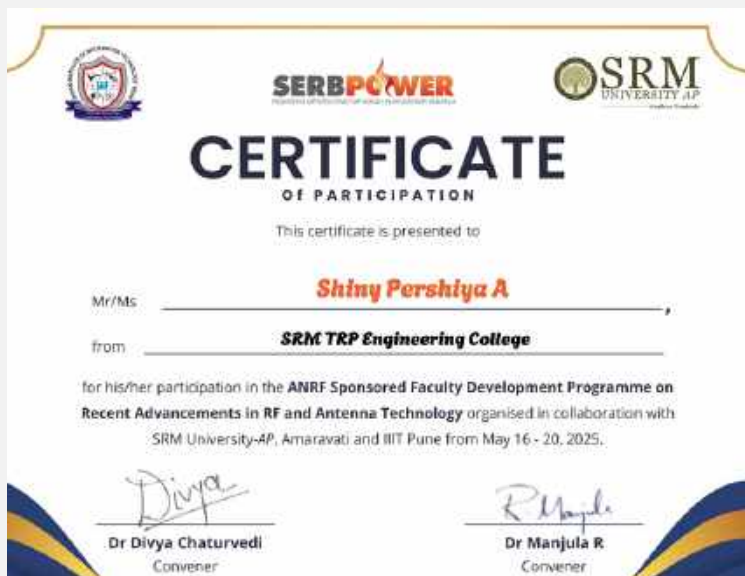 SERBPOWER
SRM
UNIVERSITY AP
CERTIFICATE
OF PARTICIPATION
This certificate is presented to
Mr/Ms Shiny Pershiya A,
from SRM TRP Engineering College
for his/her participation in the ANRF Sponsored Faculty Development Programme on
Recent Advancements in RF and Antenna Technology organised in collaboration with
SRM University-AP, Amaravati and IIIT Pune from May 16 - 20, 2025.
Divya
R Manjula
Dr Divya Chaturvedi
Dr Manjula R
Convener
Convener